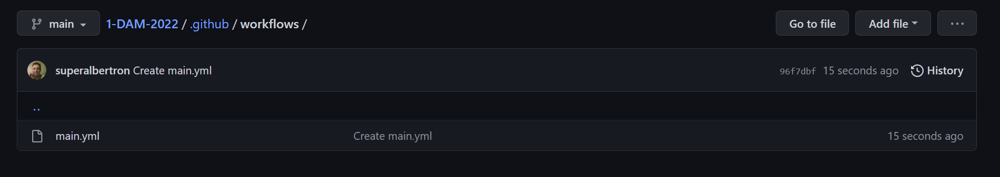 main 1-DAM-2022 / .github / workflows / Go to file Add file ...
superalbertron Create main.yml 96f7dbf 15 seconds ago History
..
main.yml Create main.yml 15 seconds ago